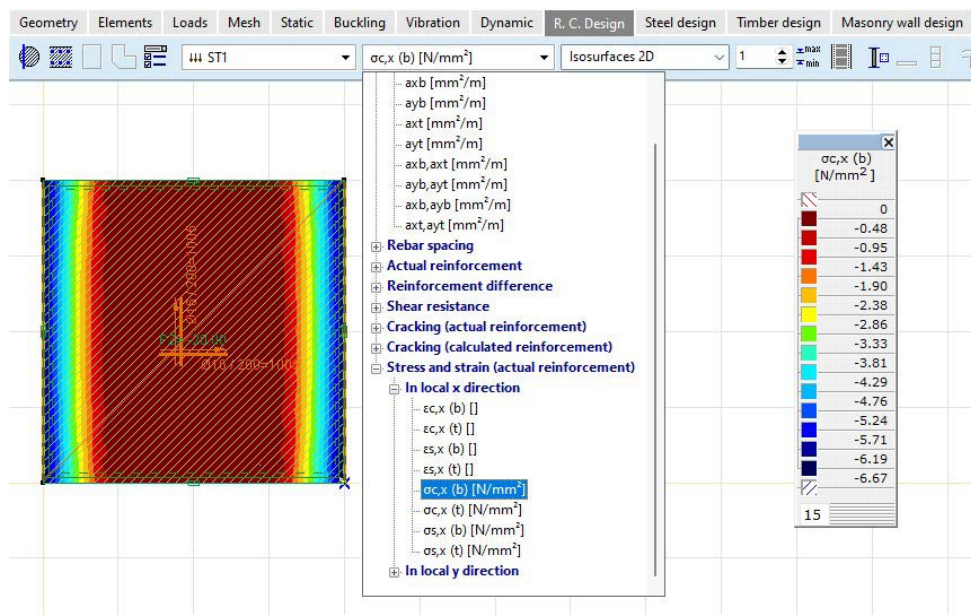 Geometry Elements Loads Mesh Static Buckling Vibration Dynamic R. C. Design Steel design Timber design Masonry wall design
ST1 σc,x (b) [N/mm²] Isosurfaces 2D 1 max
min
axb [mm²/m]
ayb [mm²/m]
axt [mm²/m]
ayt [mm²/m]
axb,axt [mm²/m]
ayb,ayt [mm²/m]
axb,ayb [mm²/m]
axt,ayt [mm²/m]
Rebar spacing
Actual reinforcement
Reinforcement difference
Shear resistance
Cracking (actual reinforcement)
Cracking (calculated reinforcement)
Stress and strain (actual reinforcement)
In local x direction
εc,x (b) []
εc,x (t) []
εs,x (b) []
εs,x (t) []
σc,x (b) [N/mm²]
σc,x (t) [N/mm²]
σs,x (b) [N/mm²]
σs,x (t) [N/mm²]
In local y direction
σc,x (b)
[N/mm²]
0
-0.48
-0.95
-1.43
-1.90
-2.38
-2.86
-3.33
-3.81
-4.29
-4.76
-5.24
-5.71
-6.19
-6.67
15